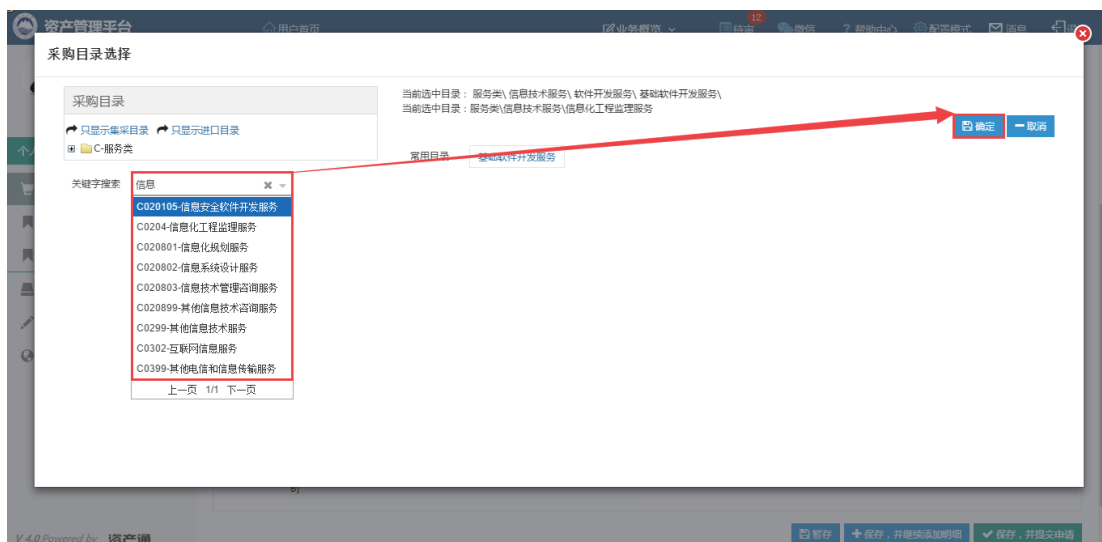 资产管理平台
用户首页
业务概览
待审
12
微信
? 帮助中心
配置模式
消息
采购目录选择
采购目录
只显示集采目录 只显示进口目录
C-服务类
当前选中目录： 服务类\ 信息技术服务\ 软件开发服务\ 基础软件开发服务\
当前选中目录：服务类\信息技术服务\信息化工程监理服务
确定
取消
常用目录
基础软件开发服务
关键字搜索
信息
C020105-信息安全软件开发服务
C0204-信息化工程监理服务
C020801-信息化规划服务
C020802-信息系统设计服务
C020803-信息技术管理咨询服务
C020899-其他信息技术咨询服务
C0299-其他信息技术服务
C0302-互联网信息服务
C0399-其他电信和信息传输服务
上一页 1/1 下一页
暂存
保存，并继续添加明细
保存，并提交申请
V 4.0 Powered by 资产通